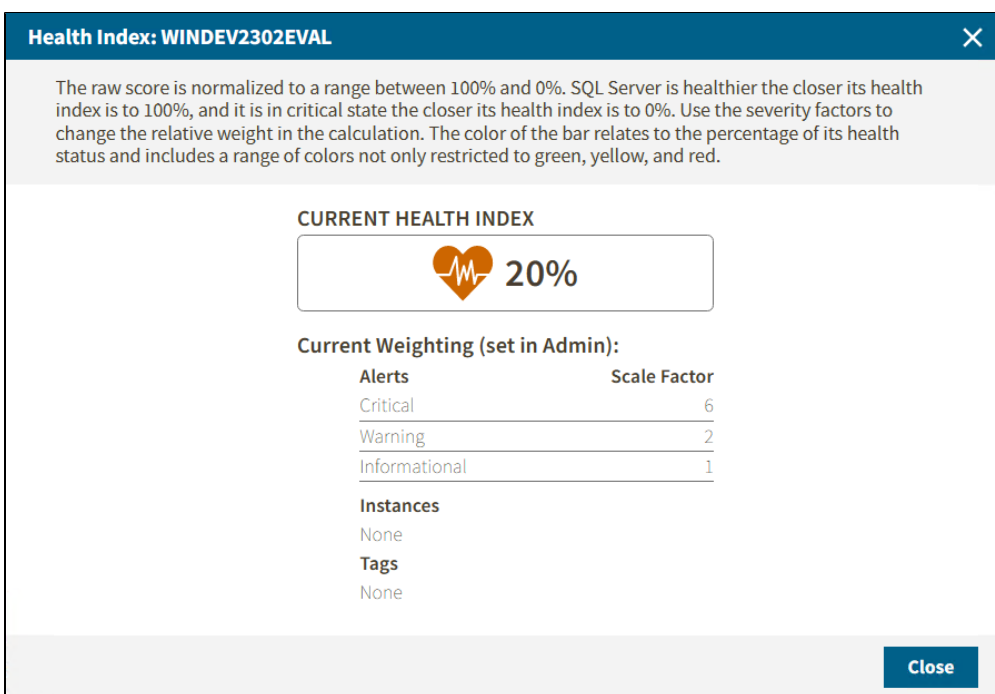 Health Index: WINDEV2302EVAL
The raw score is normalized to a range between 100% and 0%. SQL Server is healthier the closer its health
index is to 100%, and it is in critical state the closer its health index is to 0%. Use the severity factors to
change the relative weight in the calculation. The color of the bar relates to the percentage of its health
status and includes a range of colors not only restricted to green, yellow, and red.
CURRENT HEALTH INDEX
20%
Current Weighting (set in Admin):
Alerts Scale Factor
Critical 6
Warning 2
Informational 1
Instances
None
Tags
None
Close